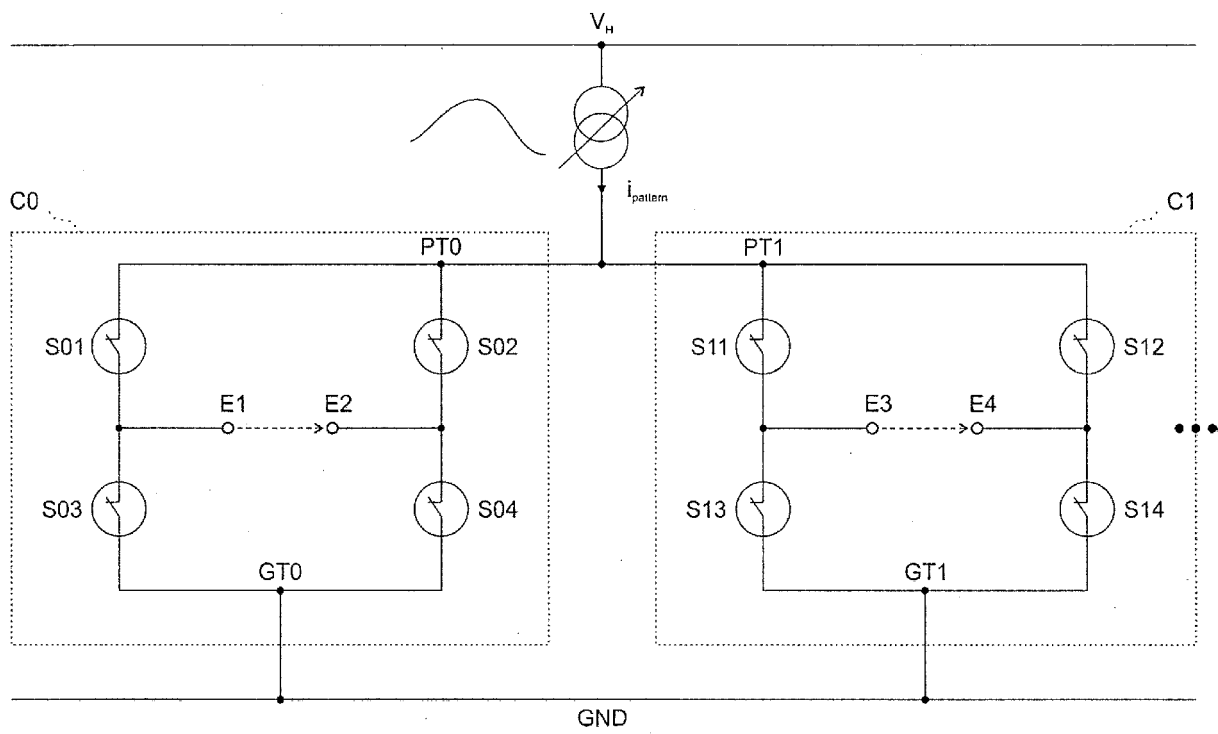 V_H
i_pattern
C0
C1
PT0
PT1
S01
S02
S11
S12
E1
E2
E3
E4
S03
S04
S13
S14
GT0
GT1
GND